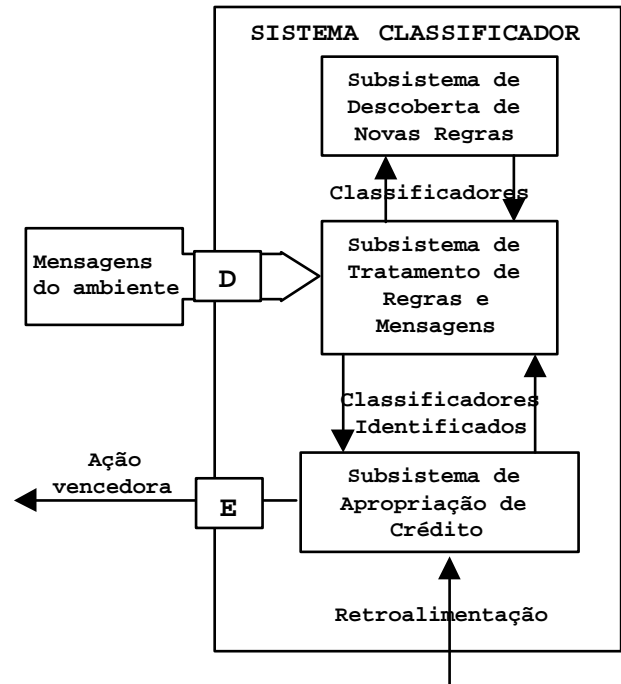 SISTEMA CLASSIFICADOR
Subsistema de
Descoberta de
Novas Regras
Classificadores
Mensagens
do ambiente
D
Subsistema de
Tratamento de
Regras e
Mensagens
Classificadores
Identificados
Ação
vencedora
E
Subsistema de
Apropriação de
Crédito
Retroalimentação